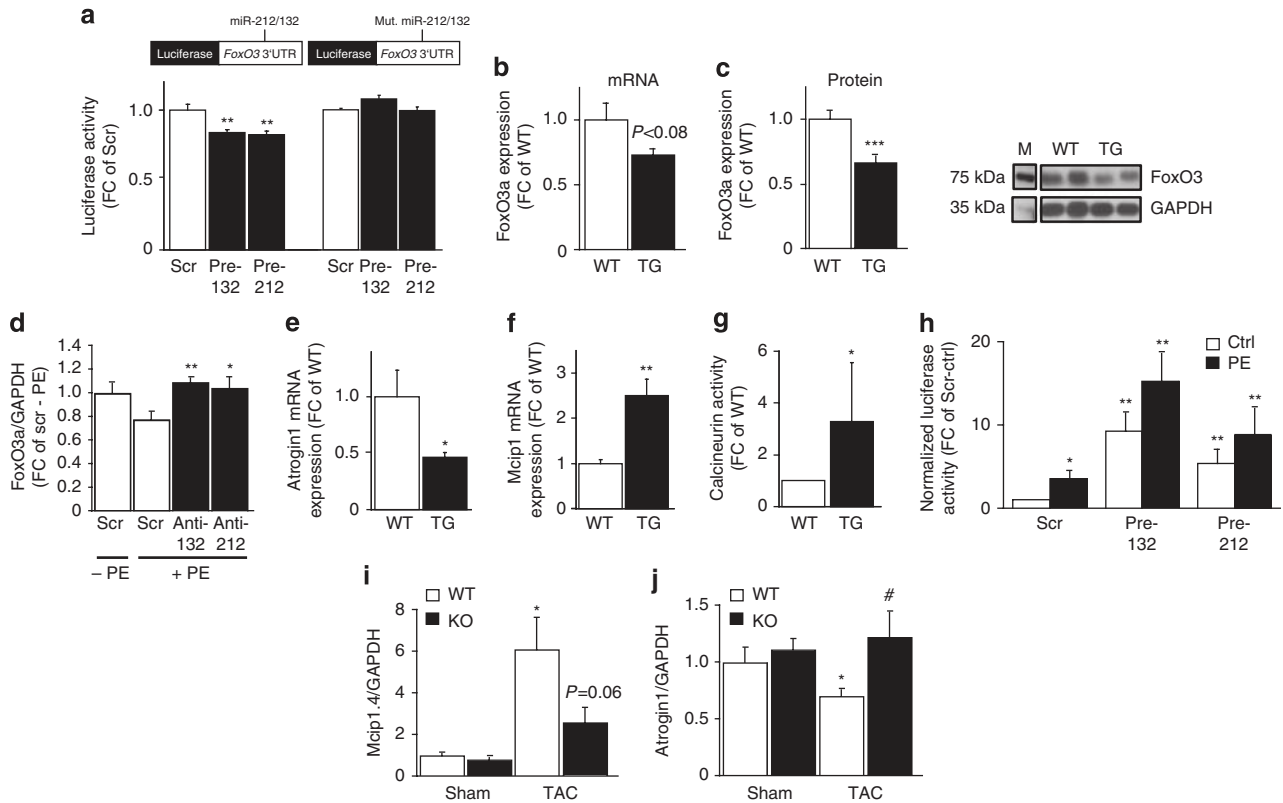 a
miR-212/132
Mut. miR-212/132
Luciferase FoxO3 3'UTR
Luciferase FoxO3 3'UTR
Luciferase activity
(FC of Scr)
1.0
0.5
0
** **
Scr Pre-132 Pre-212
Scr Pre-132 Pre-212
b
mRNA
FoxO3a expression
(FC of WT)
1.0
0.5
0
P<0.08
WT TG
c
Protein
FoxO3a expression
(FC of WT)
1.0
0.5
0
***
WT TG
M WT TG
75 kDa FoxO3
35 kDa GAPDH
d
FoxO3a/GAPDH
(FC of scr - PE)
1.4
1.2
1.0
0.8
0.6
0.4
0.2
0
** *
Scr Scr Anti-132 Anti-212
– PE + PE
e
Atrogin1 mRNA
expression (FC of WT)
1.0
0.5
0
*
WT TG
f
Mcip1 mRNA
expression (FC of WT)
3
2
1
0
**
WT TG
g
Calcineurin activity
(FC of WT)
6
4
2
0
*
WT TG
h
Normalized luciferase
activity (FC of Scr-ctrl)
20
10
0
Ctrl
PE
* ** ** ** **
Scr Pre-132 Pre-212
i
WT
KO
Mcip1.4/GAPDH
8
6
4
2
0
*
P=0.06
Sham TAC
j
WT
KO
Atrogin1/GAPDH
1.5
1.0
0.5
0
* #
Sham TAC